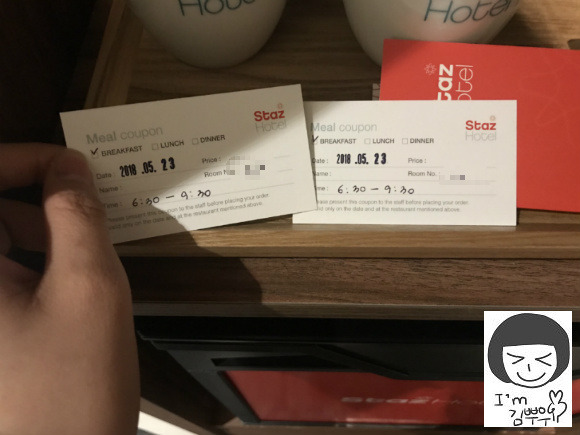 Hotel
Hotel
Staz
Hotel
Meal coupon
Staz
Hotel
✓ BREAKFAST □ LUNCH □ DINNER
Date : 2018 .05. 23
Price :
Room No.
Name :
Time : 6:30 - 9:30
Please present this coupon to the staff before placing your order.
Valid only on the date and at the restaurant mentioned above.
Meal coupon
Staz
Hotel
✓ BREAKFAST □ LUNCH □ DINNER
Date : 2018 .05. 23
Price :
Room No.
Name :
: 6:30 - 9:30
Please present this coupon to the staff before placing your order
only on the date and at the restaurant mentioned above.
Staz
I'm